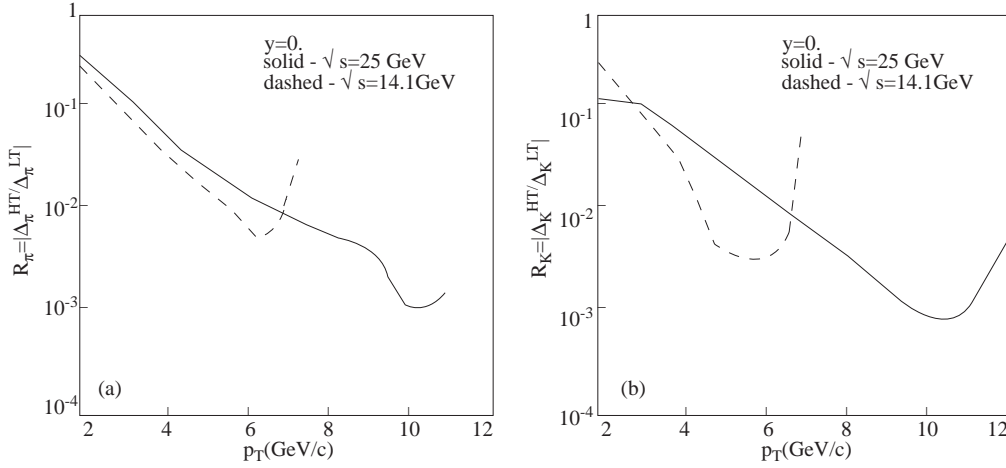 1
10^-1
10^-2
10^-3
10^-4
R_π=|Δ_π^HT/Δ_π^LT|
y=0.
solid - √ s=25 GeV
dashed - √ s=14.1GeV
(a)
2 4 6 8 10 12
p_T(GeV/c)
1
10^-1
10^-2
10^-3
10^-4
R_K=|Δ_K^HT/Δ_K^LT|
y=0.
solid - √ s=25 GeV
dashed - √ s=14.1GeV
(b)
2 4 6 8 10 12
p_T(GeV/c)